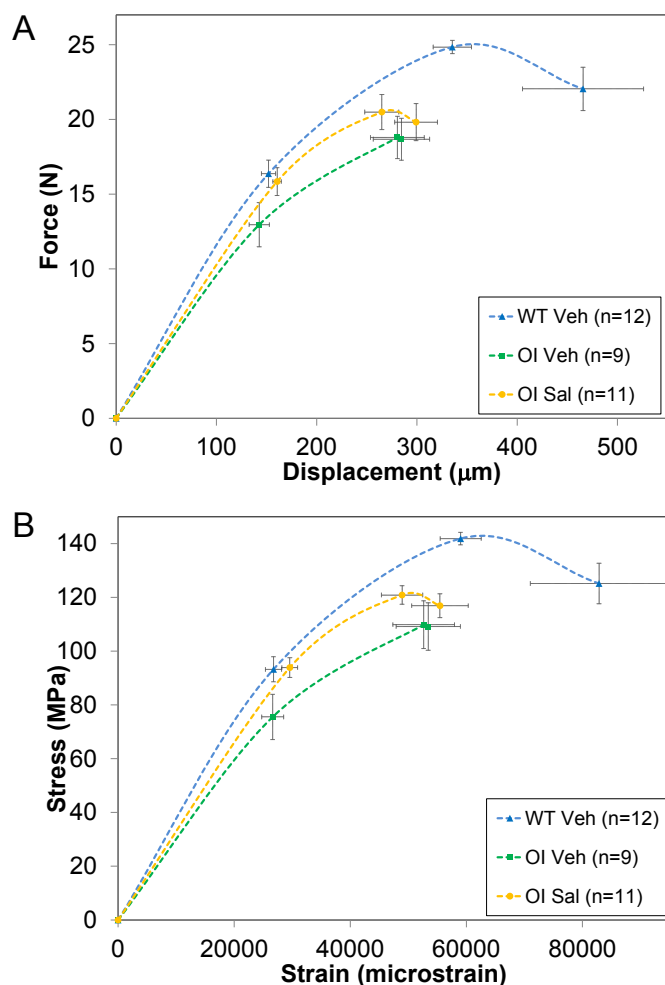 A
Force (N)
25
20
15
10
5
0
0 100 200 300 400 500
Displacement (μm)
WT Veh (n=12)
OI Veh (n=9)
OI Sal (n=11)
B
Stress (MPa)
140
120
100
80
60
40
20
0
0 20000 40000 60000 80000
Strain (microstrain)
WT Veh (n=12)
OI Veh (n=9)
OI Sal (n=11)